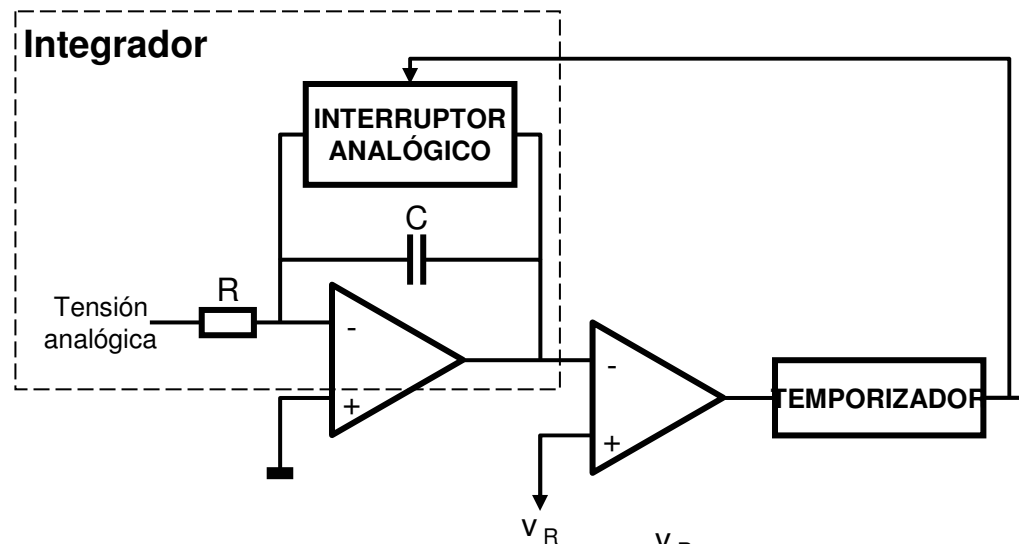 Integrador
INTERRUPTOR
ANALÓGICO
C
R
Tensión
analógica
-
+
-
+
TEMPORIZADOR
V R
V R